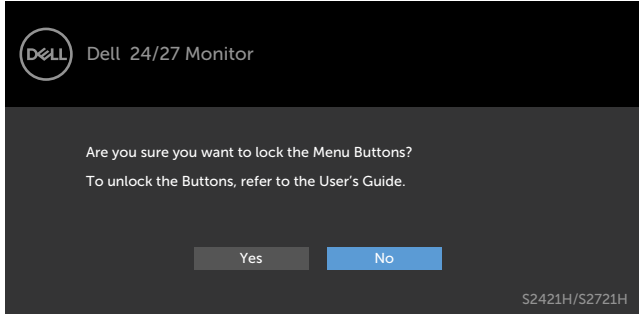 DELL
Dell 24/27 Monitor
Are you sure you want to lock the Menu Buttons?
To unlock the Buttons, refer to the User's Guide.
Yes No
S2421H/S2721H